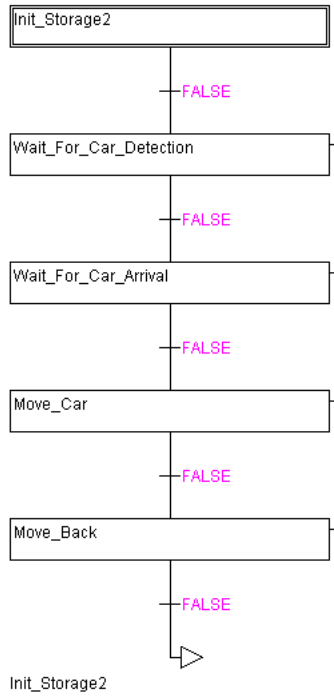 Init_Storage2
FALSE
Wait_For_Car_Detection
FALSE
Wait_For_Car_Arrival
FALSE
Move_Car
FALSE
Move_Back
FALSE
Init_Storage2